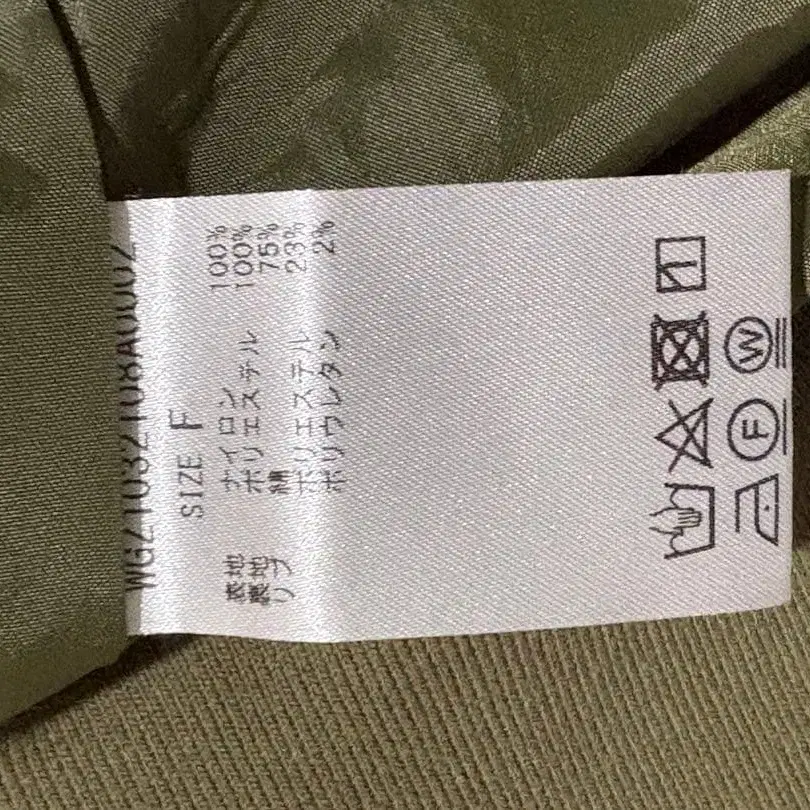 SIZE F
表地 ナイロン 100%
裏地 ポリエステル 100%
リブ 綿 75%
ポリエステル 23%
ポリウレタン 2%
F W